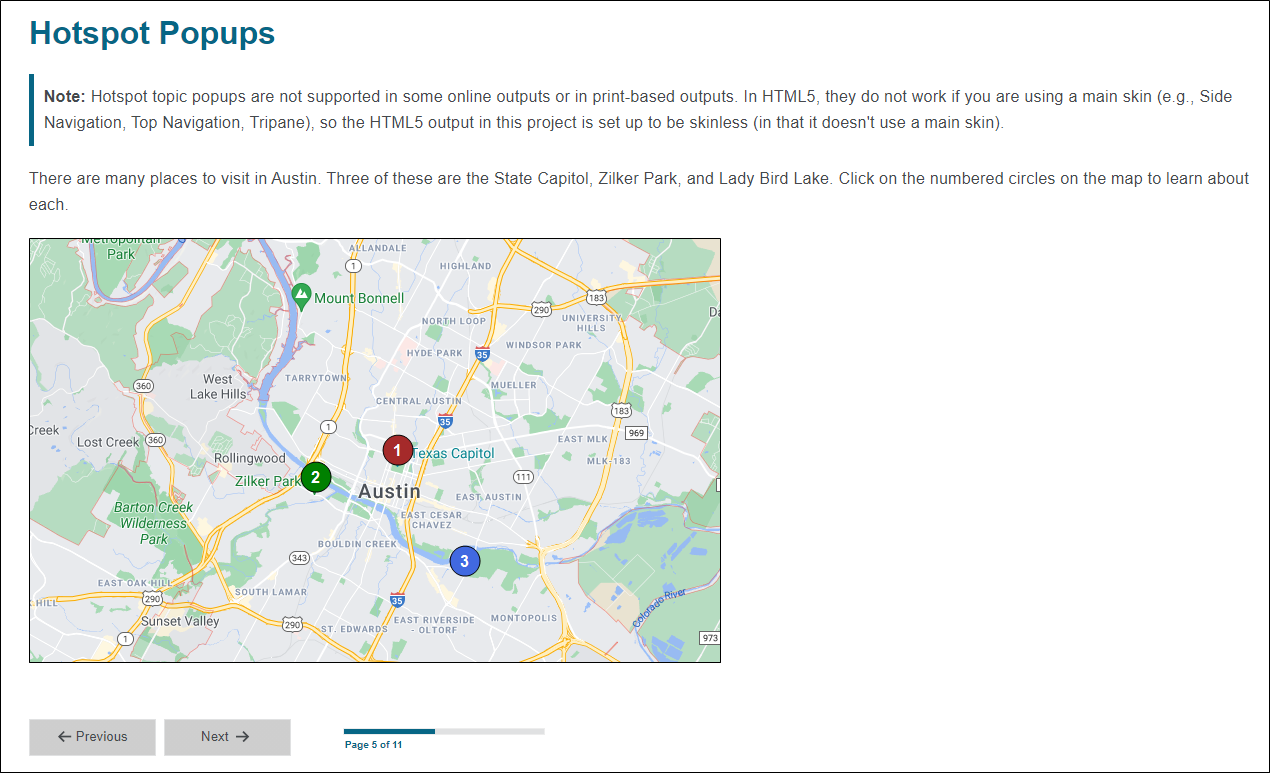 Hotspot Popups
Note: Hotspot topic popups are not supported in some online outputs or in print-based outputs. In HTML5, they do not work if you are using a main skin (e.g., Side
Navigation, Top Navigation, Tripane), so the HTML5 output in this project is set up to be skinless (in that it doesn't use a main skin).
There are many places to visit in Austin. Three of these are the State Capitol, Zilker Park, and Lady Bird Lake. Click on the numbered circles on the map to learn about
each.
Metropolitan
Park
ALLANDALE
1
HIGHLAND
Mount Bonnell
183
290
NORTH LOOP
UNIVERSITY
HILLS
HYDE PARK
35
WINDSOR PARK
West
Lake Hills
360
TARRYTOWN
MUELLER
CENTRAL AUSTIN
183
35
1
969
Creek
Lost Creek
360
EAST MLK
1
Texas Capitol
Rollingwood
MLK-183
Zilker Park
2
111
Austin
EAST AUSTIN
Barton Creek
Wilderness
Park
EAST CESAR
CHAVEZ
BOULDIN CREEK
343
3
EAST OAK HILL
SOUTH LAMAR
290
HILL
35
Colorado River
Sunset Valley
290
ST. EDWARDS
EAST RIVERSIDE
- OLTORF
MONTOPOLIS
1
973
← Previous
Next →
Page 5 of 11